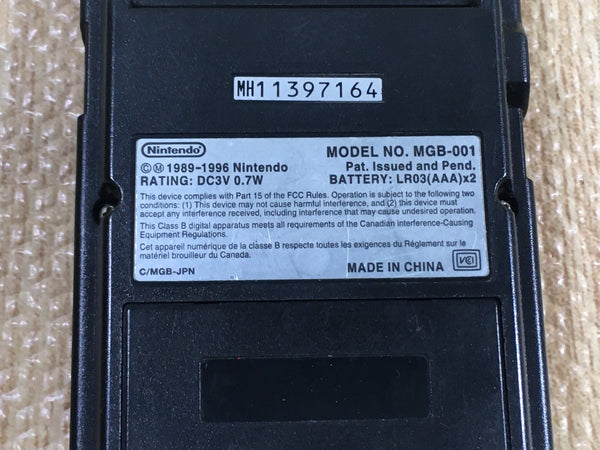 MH11397164
Nintendo
©Ⓜ 1989-1996 Nintendo MODEL NO. MGB-001
Pat. Issued and Pend.
RATING: DC3V 0.7W BATTERY: LR03(AAA)x2
This device complies with Part 15 of the FCC Rules. Operation is subject to the following two
conditions: (1) This device may not cause harmful interference, and (2) this device must
accept any interference received, including interference that may cause undesired operation.
This Class B digital apparatus meets all requirements of the Canadian Interference-Causing
Equipment Regulations.
Cet appareil numérique de la classe B respecte toutes les exigences du Réglement sur le
matériel brouilleur du Canada.
C/MGB-JPN MADE IN CHINA VCI